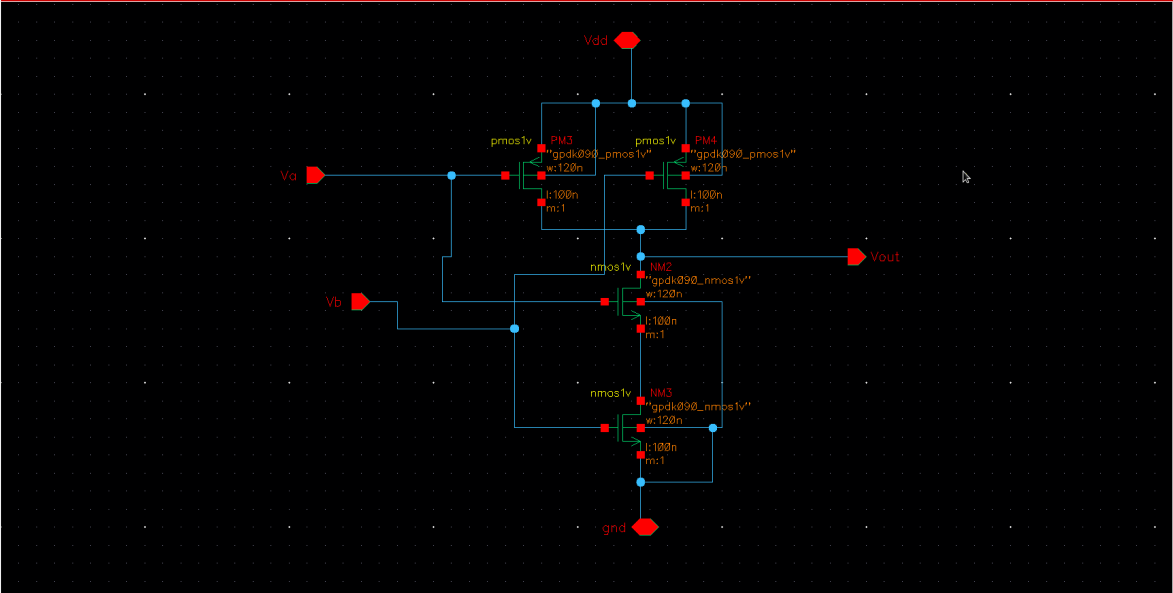 Vdd
pmos1v PM3
"gpdk090_pmos1v"
w:120n
l:100n
m:1
pmos1v PM4
"gpdk090_pmos1v"
w:120n
l:100n
m:1
Va
Vout
nmos1v NM2
"gpdk090_nmos1v"
w:120n
l:100n
m:1
Vb
nmos1v NM3
"gpdk090_nmos1v"
w:120n
l:100n
m:1
gnd